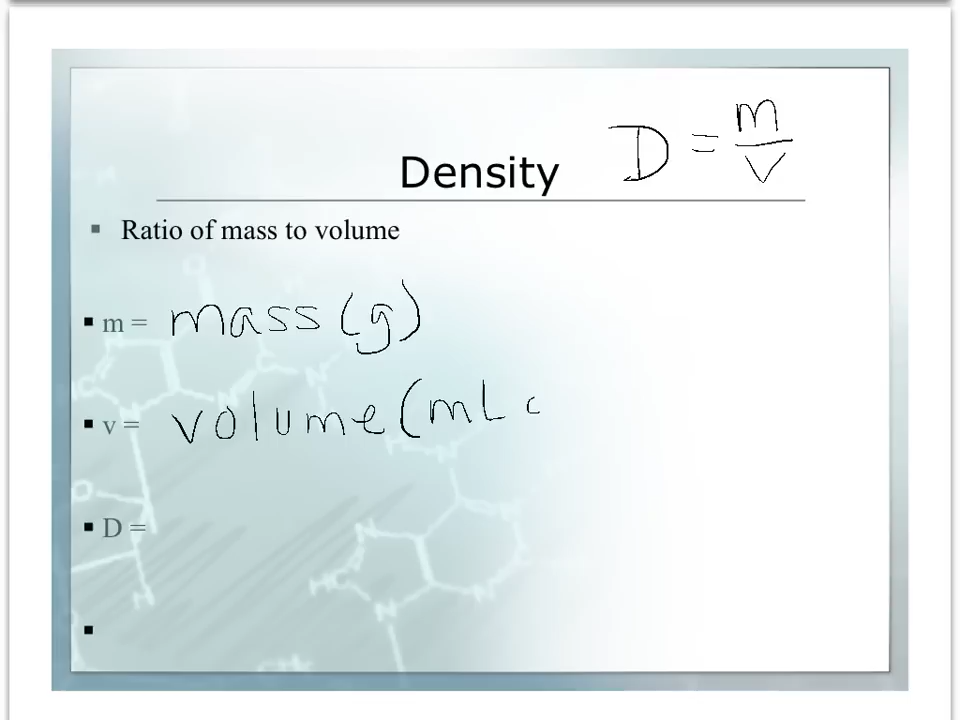 D = m/v
Density
▪ Ratio of mass to volume
▪ m = mass (g)
▪ v = volume (mL
▪ D =
▪